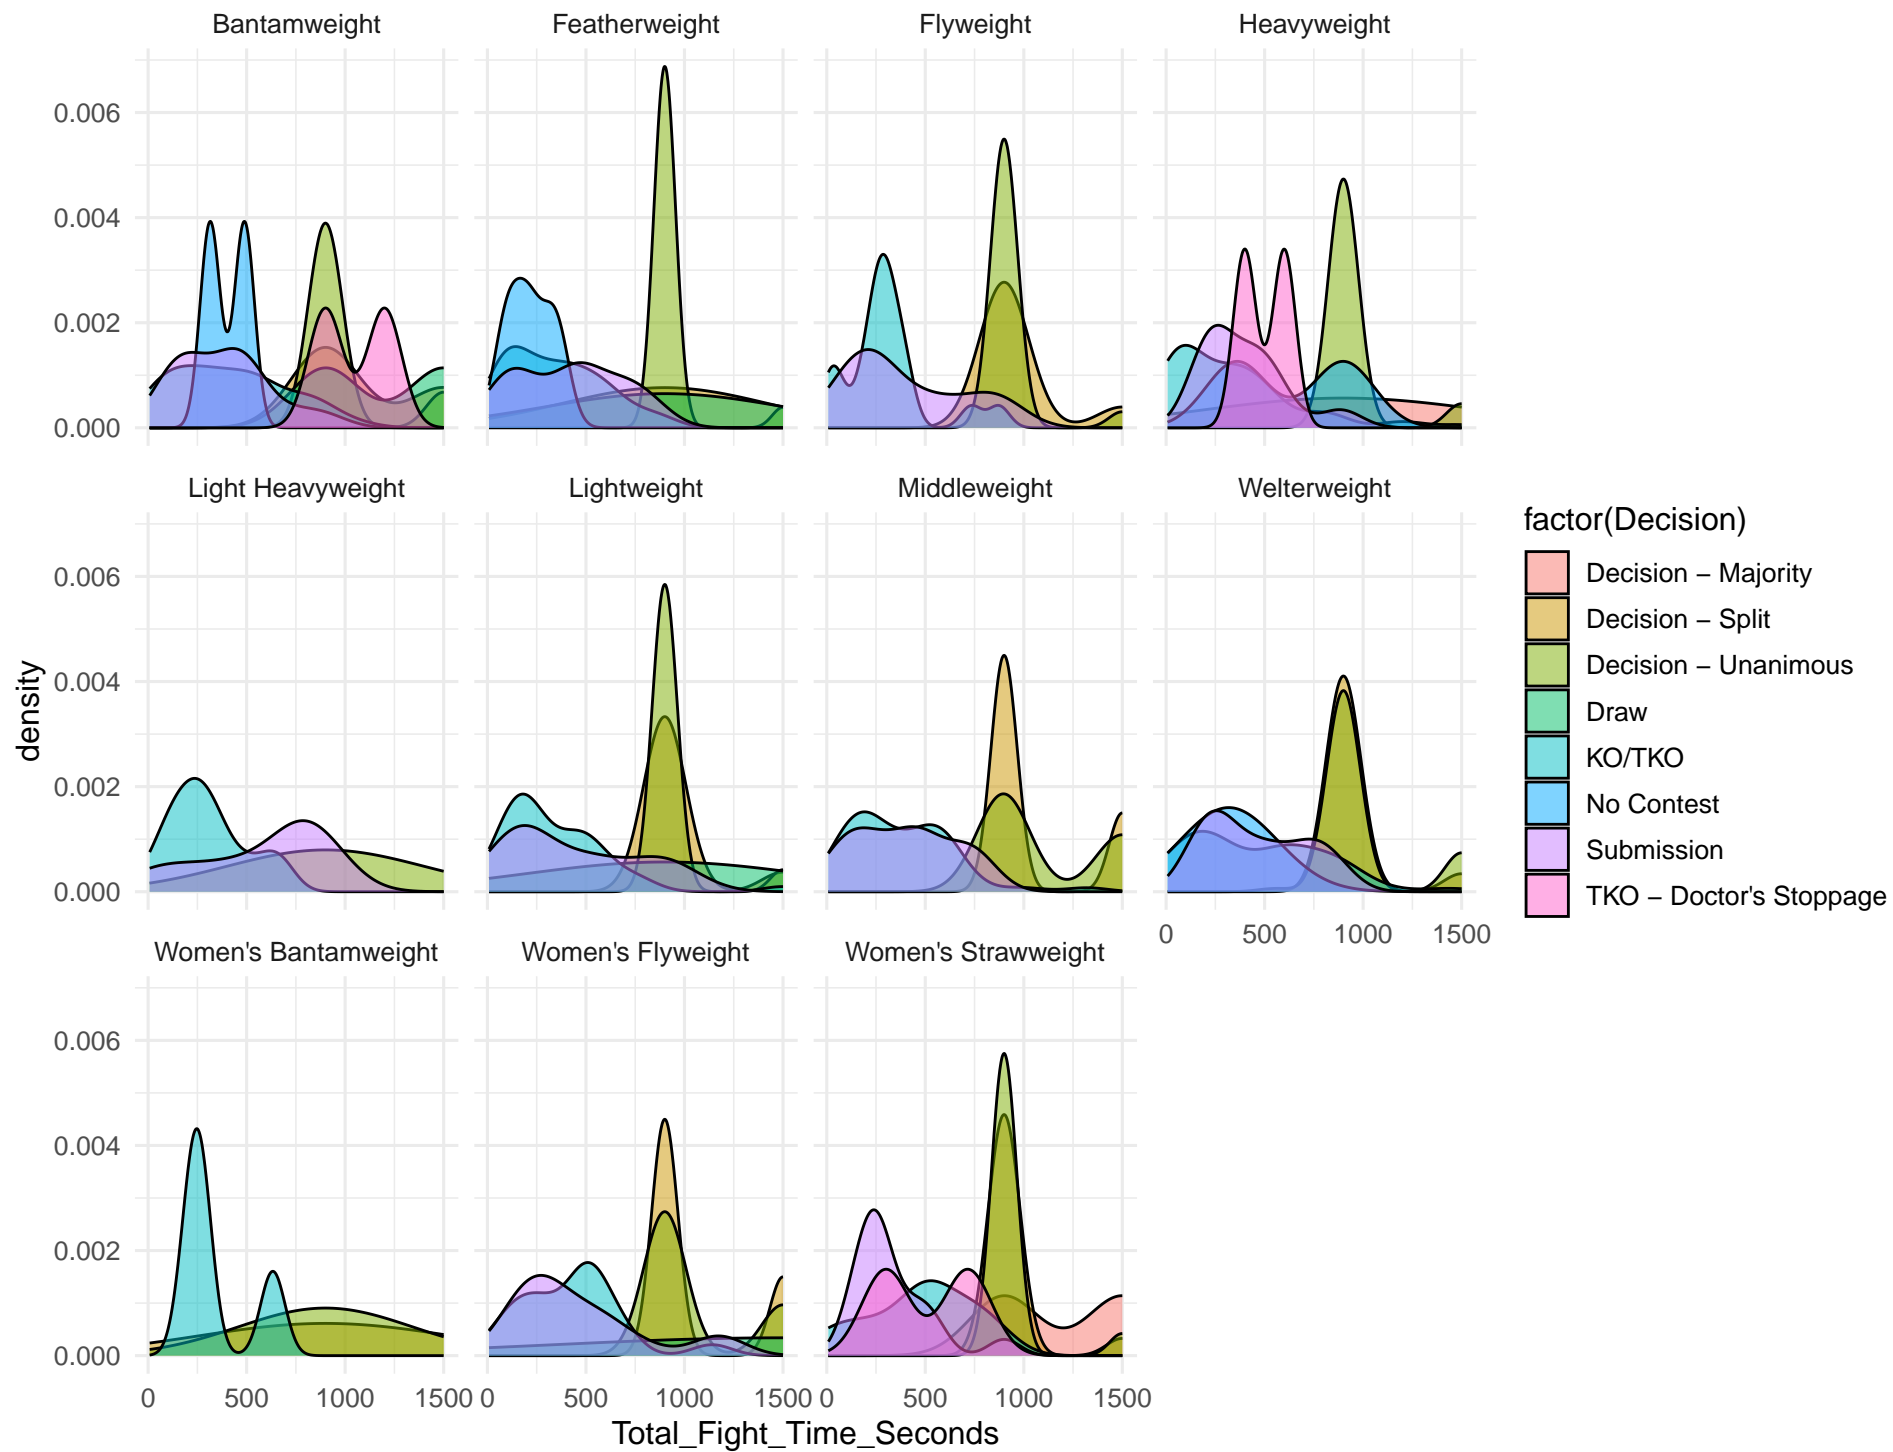 Bantamweight Featherweight Flyweight Heavyweight
0.006
0.004
0.002
0.000
Light Heavyweight Lightweight Middleweight Welterweight
0.006
0.004
0.002
0.000
0 500 1000 1500
Women's Bantamweight Women's Flyweight Women's Strawweight
0.006
0.004
0.002
0.000
0 500 1000 1500 0 500 1000 1500 0 500 1000 1500
Total_Fight_Time_Seconds
density
factor(Decision)
Decision – Majority
Decision – Split
Decision – Unanimous
Draw
KO/TKO
No Contest
Submission
TKO – Doctor's Stoppage